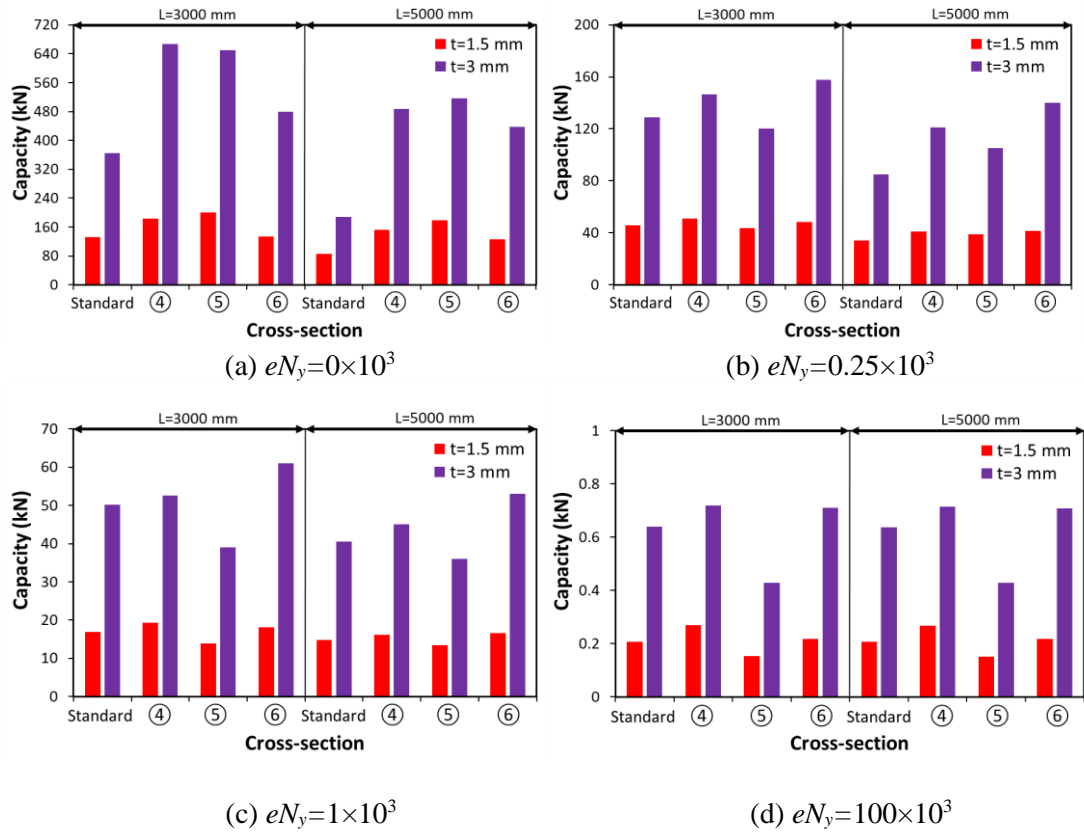 L=3000 mm L=5000 mm
720
640
560
480
400
320
240
160
80
0
Capacity (kN)
t=1.5 mm
t=3 mm
Standard ④ ⑤ ⑥ Standard ④ ⑤ ⑥
Cross-section
(a) eNy=0×10³
L=3000 mm L=5000 mm
200
160
120
80
40
0
Capacity (kN)
t=1.5 mm
t=3 mm
Standard ④ ⑤ ⑥ Standard ④ ⑤ ⑥
Cross-section
(b) eNy=0.25×10³
L=3000 mm L=5000 mm
70
60
50
40
30
20
10
0
Capacity (kN)
t=1.5 mm
t=3 mm
Standard ④ ⑤ ⑥ Standard ④ ⑤ ⑥
Cross-section
(c) eNy=1×10³
L=3000 mm L=5000 mm
1
0.8
0.6
0.4
0.2
0
Capacity (kN)
t=1.5 mm
t=3 mm
Standard ④ ⑤ ⑥ Standard ④ ⑤ ⑥
Cross-section
(d) eNy=100×10³